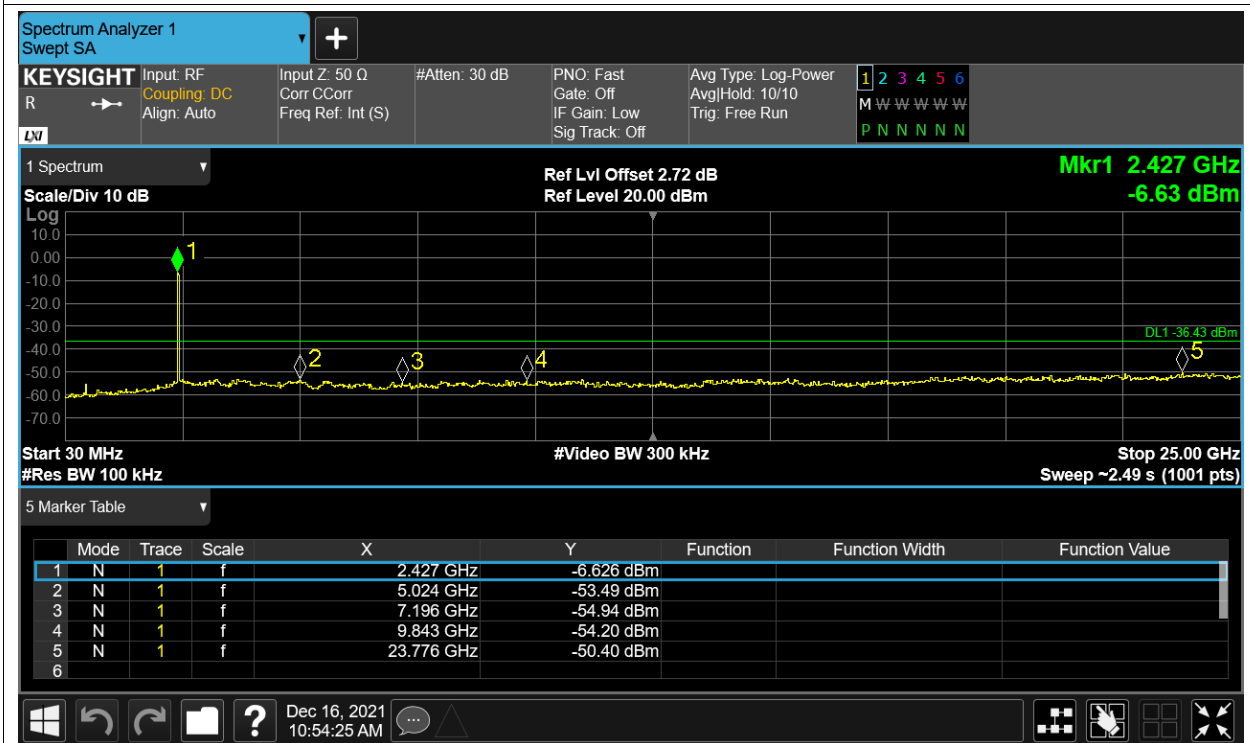 Spectrum Analyzer 1
Swept SA
+
KEYSIGHT Input: RF Input Z: 50 Ω #Atten: 30 dB PNO: Fast Avg Type: Log-Power 1 2 3 4 5 6
R Coupling: DC Corr CCorr Gate: Off Avg|Hold: 10/10 M W W W W W
Align: Auto Freq Ref: Int (S) IF Gain: Low Trig: Free Run
LXI Sig Track: Off P N N N N N
1 Spectrum Ref Lvl Offset 2.72 dB Mkr1 2.427 GHz
Scale/Div 10 dB Ref Level 20.00 dBm -6.63 dBm
Log
10.0
1
0.00
-10.0
-20.0
-30.0
DL1 -36.43 dBm
-40.0
2 3 4 5
-50.0
-60.0
-70.0
Start 30 MHz #Video BW 300 kHz Stop 25.00 GHz
#Res BW 100 kHz Sweep ~2.49 s (1001 pts)
5 Marker Table
Mode Trace Scale X Y Function Function Width Function Value
1 N 1 f 2.427 GHz -6.626 dBm
2 N 1 f 5.024 GHz -53.49 dBm
3 N 1 f 7.196 GHz -54.94 dBm
4 N 1 f 9.843 GHz -54.20 dBm
5 N 1 f 23.776 GHz -50.40 dBm
6
? Dec 16, 2021
10:54:25 AM